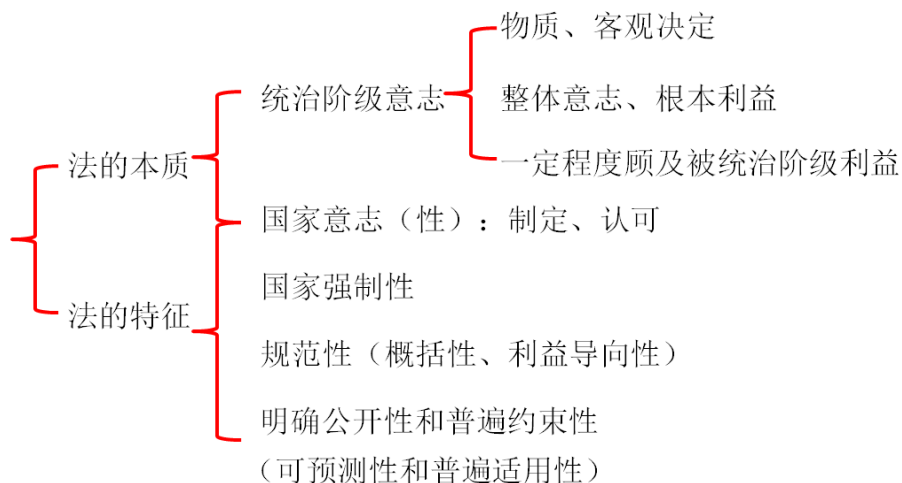 法的本质
统治阶级意志
物质、客观决定
整体意志、根本利益
一定程度顾及被统治阶级利益
法的特征
国家意志（性）：制定、认可
国家强制性
规范性（概括性、利益导向性）
明确公开性和普遍约束性
（可预测性和普遍适用性）